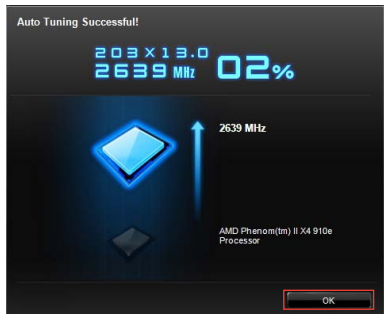 Auto Tuning Successful!
203X13.0
2639 MHz 02%
2639 MHz
AMD Phenom(tm) II X4 910e
Processor
OK